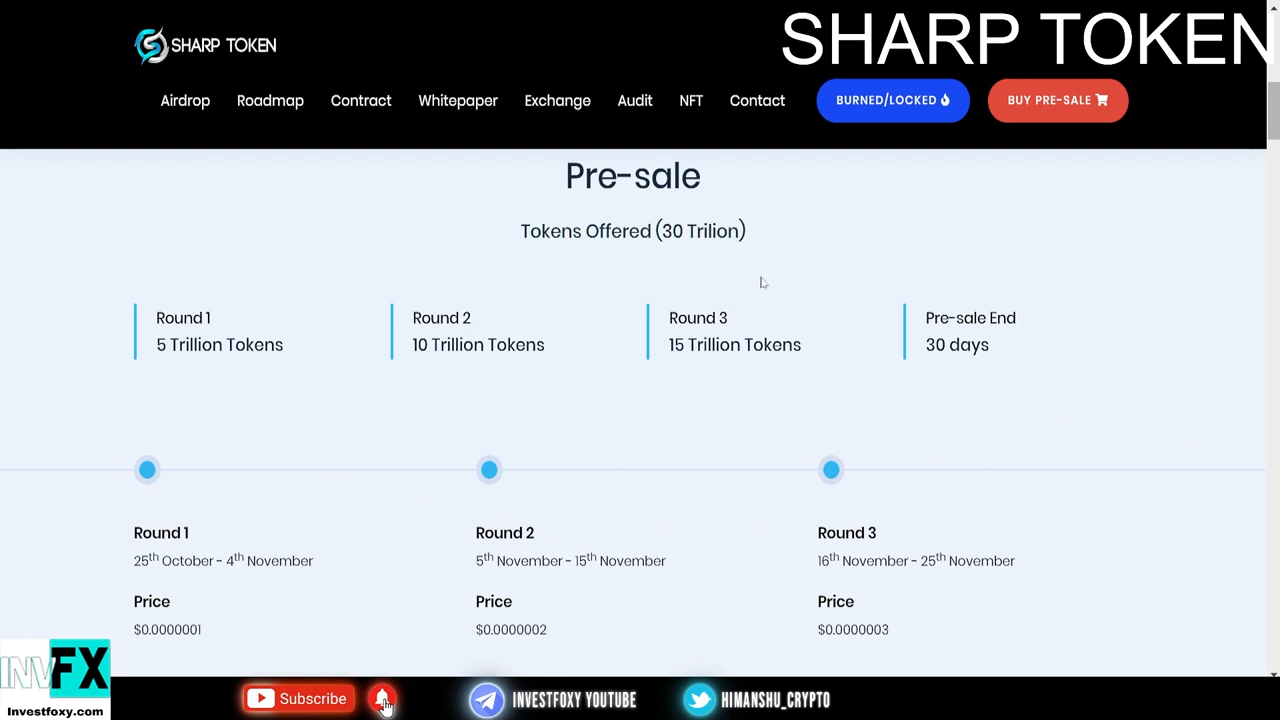 SHARP TOKEN
SHARP TOKEN
Airdrop Roadmap Contract Whitepaper Exchange Audit NFT Contact BURNED/LOCKED BUY PRE-SALE
Pre-sale
Tokens Offered (30 Trilion)
Round 1
5 Trillion Tokens
Round 2
10 Trillion Tokens
Round 3
15 Trillion Tokens
Pre-sale End
30 days
Round 1
25th October - 4th November
Price
$0.0000001
Round 2
5th November - 15th November
Price
$0.0000002
Round 3
16th November - 25th November
Price
$0.0000003
INVFX
Investfoxy.com
Subscribe
INVESTFOXY YOUTUBE
HIMANSHU_CRYPTO